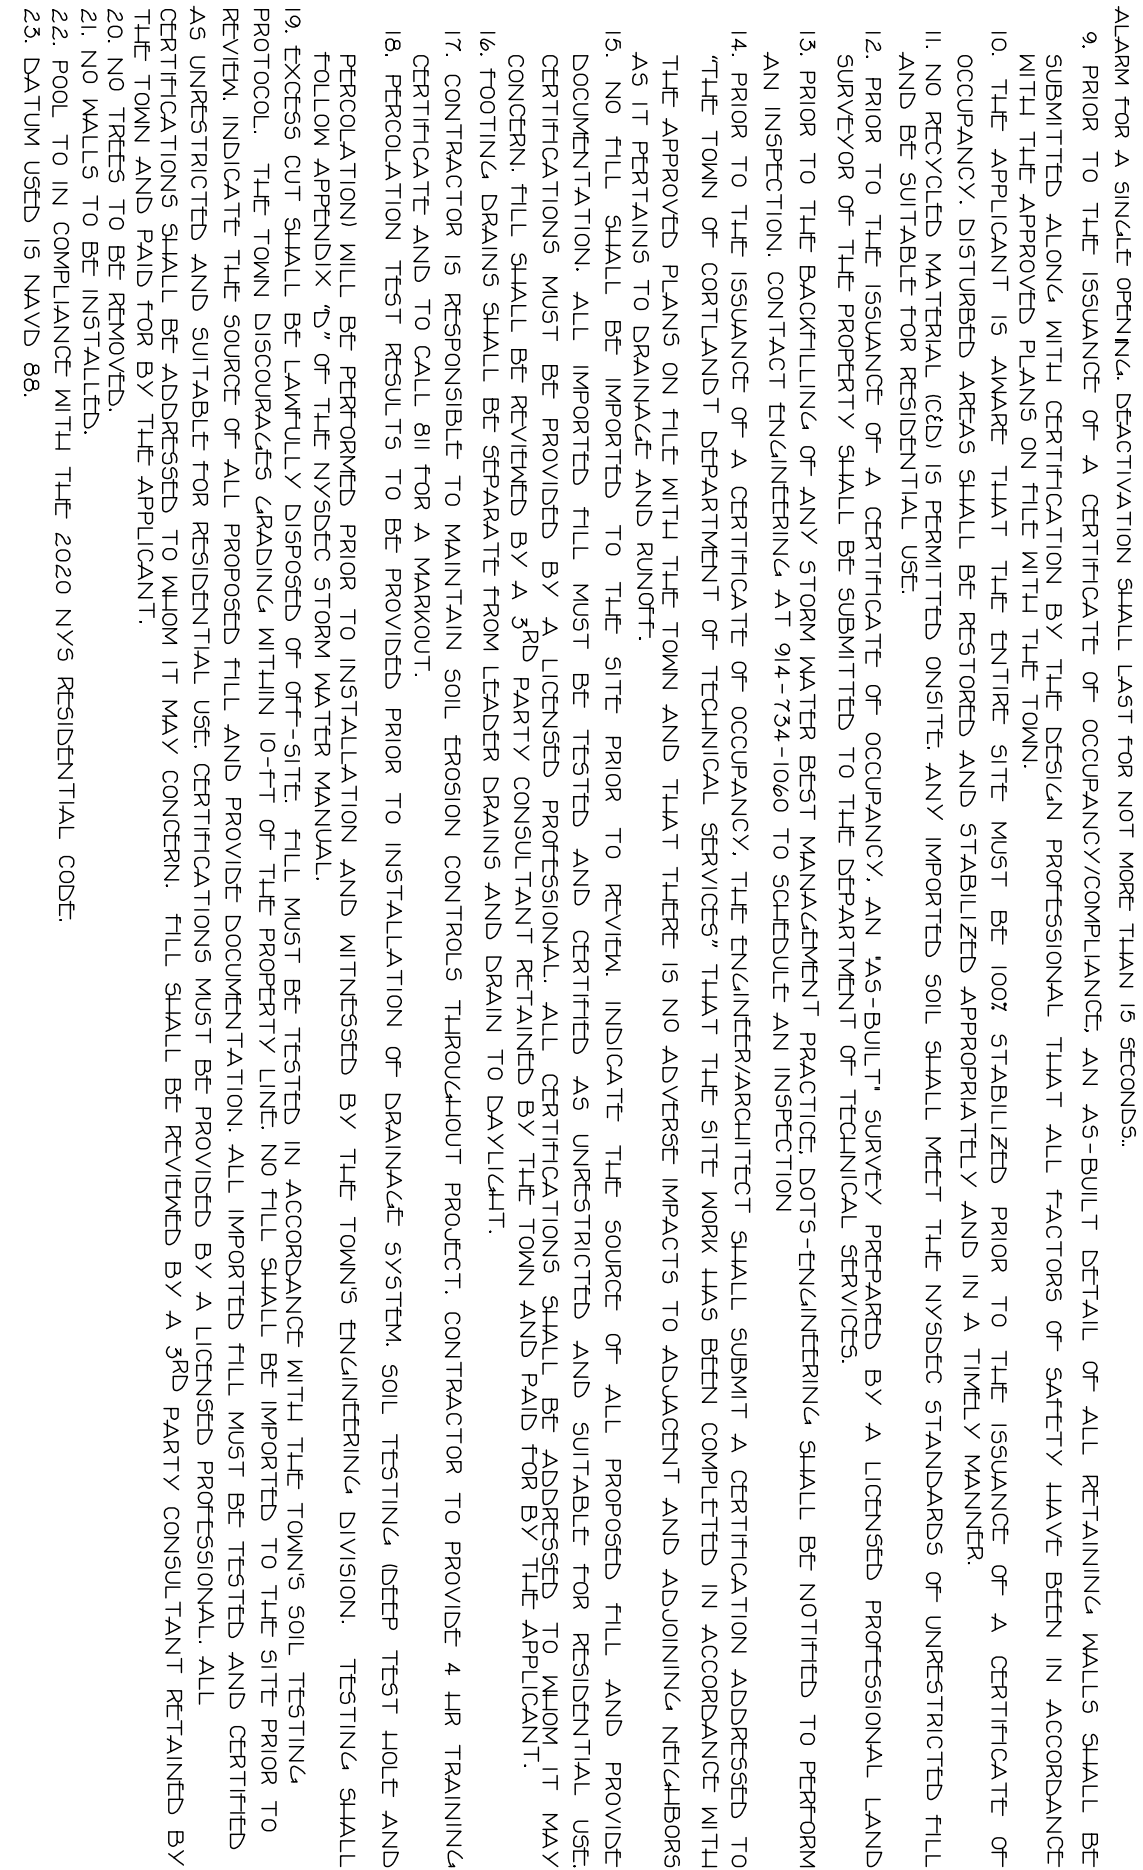 ALARM FOR A SINGLE OPENING. DEACTIVATION SHALL LAST FOR NOT MORE THAN 15 SECONDS..
9. PRIOR TO THE ISSUANCE OF A CERTIFICATE OF OCCUPANCY/COMPLIANCE, AN AS-BUILT DETAIL OF ALL RETAINING WALLS SHALL BE
SUBMITTED ALONG WITH CERTIFICATION BY THE DESIGN PROFESSIONAL THAT ALL FACTORS OF SAFETY HAVE BEEN IN ACCORDANCE
WITH THE APPROVED PLANS ON FILE WITH THE TOWN.
10. THE APPLICANT IS AWARE THAT THE ENTIRE SITE MUST BE 100% STABILIZED PRIOR TO THE ISSUANCE OF A CERTIFICATE OF
OCCUPANCY. DISTURBED AREAS SHALL BE RESTORED AND STABILIZED APPROPRIATELY AND IN A TIMELY MANNER.
11. NO RECYCLED MATERIAL (C&D) IS PERMITTED ONSITE. ANY IMPORTED SOIL SHALL MEET THE NYSDEC STANDARDS OF UNRESTRICTED FILL
AND BE SUITABLE FOR RESIDENTIAL USE.
12. PRIOR TO THE ISSUANCE OF A CERTIFICATE OF OCCUPANCY. AN "AS-BUILT" SURVEY PREPARED BY A LICENSED PROFESSIONAL LAND
SURVEYOR OF THE PROPERTY SHALL BE SUBMITTED TO THE DEPARTMENT OF TECHNICAL SERVICES.
13. PRIOR TO THE BACKFILLING OF ANY STORM WATER BEST MANAGEMENT PRACTICE, DOTS-ENGINEERING SHALL BE NOTIFIED TO PERFORM
AN INSPECTION. CONTACT ENGINEERING AT 914-734-1060 TO SCHEDULE AN INSPECTION
14. PRIOR TO THE ISSUANCE OF A CERTIFICATE OF OCCUPANCY. THE ENGINEER/ARCHITECT SHALL SUBMIT A CERTIFICATION ADDRESSED TO
"THE TOWN OF CORTLANDT DEPARTMENT OF TECHNICAL SERVICES" THAT THE SITE WORK HAS BEEN COMPLETED IN ACCORDANCE WITH
THE APPROVED PLANS ON FILE WITH THE TOWN AND THAT THERE IS NO ADVERSE IMPACTS TO ADJACENT AND ADJOINING NEIGHBORS
AS IT PERTAINS TO DRAINAGE AND RUNOFF.
15. NO FILL SHALL BE IMPORTED TO THE SITE PRIOR TO REVIEW. INDICATE THE SOURCE OF ALL PROPOSED FILL AND PROVIDE
DOCUMENTATION. ALL IMPORTED FILL MUST BE TESTED AND CERTIFIED AS UNRESTRICTED AND SUITABLE FOR RESIDENTIAL USE.
CERTIFICATIONS MUST BE PROVIDED BY A LICENSED PROFESSIONAL. ALL CERTIFICATIONS SHALL BE ADDRESSED TO WHOM IT MAY
CONCERN. FILL SHALL BE REVIEWED BY A 3RD PARTY CONSULTANT RETAINED BY THE TOWN AND PAID FOR BY THE APPLICANT.
16. FOOTING DRAINS SHALL BE SEPARATE FROM LEADER DRAINS AND DRAIN TO DAYLIGHT.
17. CONTRACTOR IS RESPONSIBLE TO MAINTAIN SOIL EROSION CONTROLS THROUGHOUT PROJECT. CONTRACTOR TO PROVIDE 4 HR TRAINING
CERTIFICATE AND TO CALL 811 FOR A MARKOUT.
18. PERCOLATION TEST RESULTS TO BE PROVIDED PRIOR TO INSTALLATION OF DRAINAGE SYSTEM. SOIL TESTING (DEEP TEST HOLE AND
PERCOLATION) WILL BE PERFORMED PRIOR TO INSTALLATION AND WITNESSED BY THE TOWN'S ENGINEERING DIVISION. TESTING SHALL
FOLLOW APPENDIX "D" OF THE NYSDEC STORM WATER MANUAL.
19. EXCESS CUT SHALL BE LAWFULLY DISPOSED OF OFF-SITE. FILL MUST BE TESTED IN ACCORDANCE WITH THE TOWN'S SOIL TESTING
PROTOCOL. THE TOWN DISCOURAGES GRADING WITHIN 10-FT OF THE PROPERTY LINE. NO FILL SHALL BE IMPORTED TO THE SITE PRIOR TO
REVIEW. INDICATE THE SOURCE OF ALL PROPOSED FILL AND PROVIDE DOCUMENTATION. ALL IMPORTED FILL MUST BE TESTED AND CERTIFIED
AS UNRESTRICTED AND SUITABLE FOR RESIDENTIAL USE. CERTIFICATIONS MUST BE PROVIDED BY A LICENSED PROFESSIONAL. ALL
CERTIFICATIONS SHALL BE ADDRESSED TO WHOM IT MAY CONCERN. FILL SHALL BE REVIEWED BY A 3RD PARTY CONSULTANT RETAINED BY
THE TOWN AND PAID FOR BY THE APPLICANT.
20. NO TREES TO BE REMOVED.
21. NO WALLS TO BE INSTALLED.
22. POOL TO IN COMPLIANCE WITH THE 2020 NYS RESIDENTIAL CODE.
23. DATUM USED IS NAVD 88.